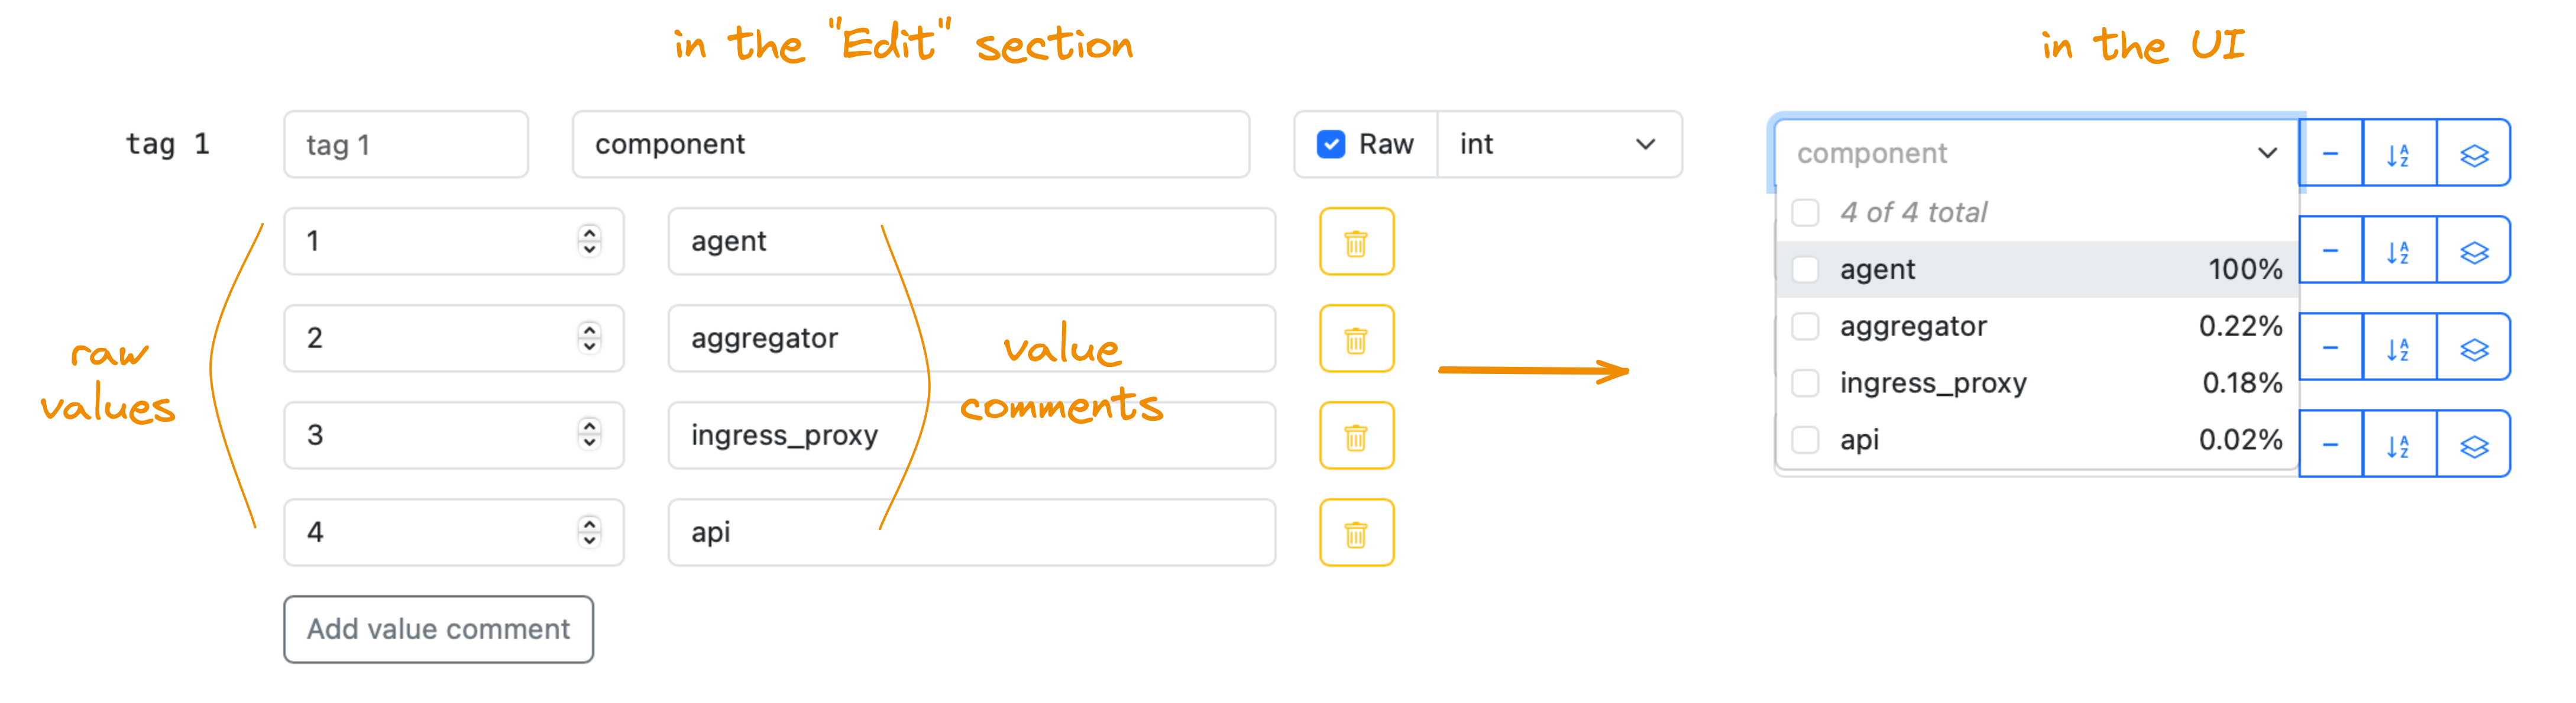 in the "Edit" section
in the UI
tag 1
tag 1
component
Raw
int
1
agent
2
aggregator
3
ingress_proxy
4
api
Add value comment
raw
values
value
comments
component
4 of 4 total
agent 100%
aggregator 0.22%
ingress_proxy 0.18%
api 0.02%
A
Z
A
Z
A
Z
A
Z